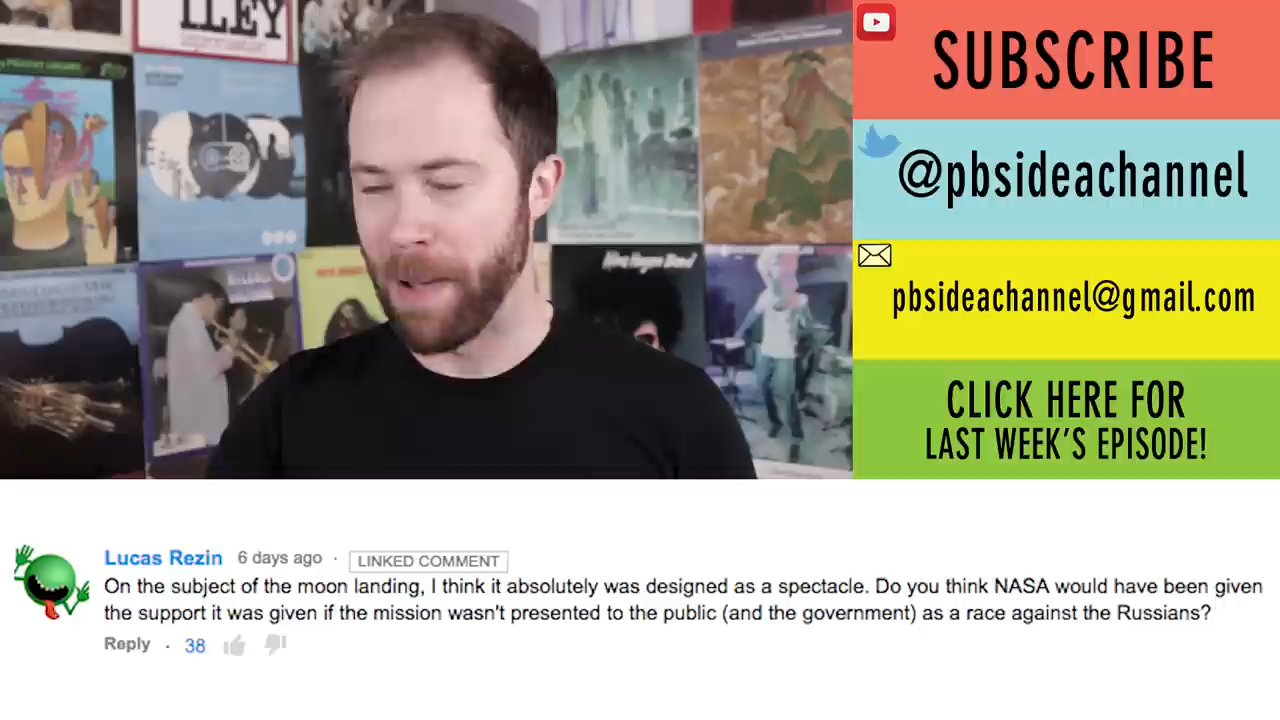 ILEY
SUBSCRIBE
@pbsideachannel
pbsideachannel@gmail.com
CLICK HERE FOR
LAST WEEK'S EPISODE!
Lucas Rezin 6 days ago · LINKED COMMENT
On the subject of the moon landing, I think it absolutely was designed as a spectacle. Do you think NASA would have been given
the support it was given if the mission wasn't presented to the public (and the government) as a race against the Russians?
Reply · 38